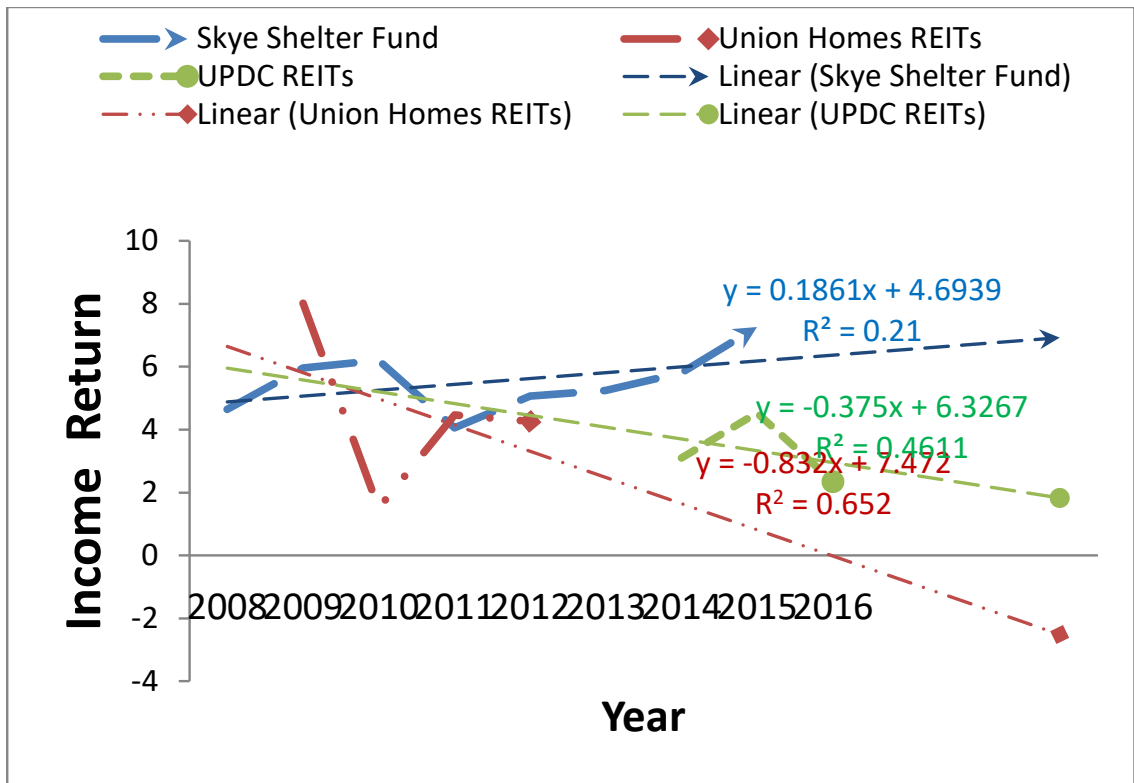 Skye Shelter Fund
Union Homes REITs
UPDC REITs
Linear (Skye Shelter Fund)
Linear (Union Homes REITs)
Linear (UPDC REITs)
Income Return
10
8
6
4
2
0
-2
-4
y = 0.1861x + 4.6939
R² = 0.21
y = -0.375x + 6.3267
R² = 0.4611
y = -0.832x + 7.472
R² = 0.652
2008 2009 2010 2011 2012 2013 2014 2015 2016
Year